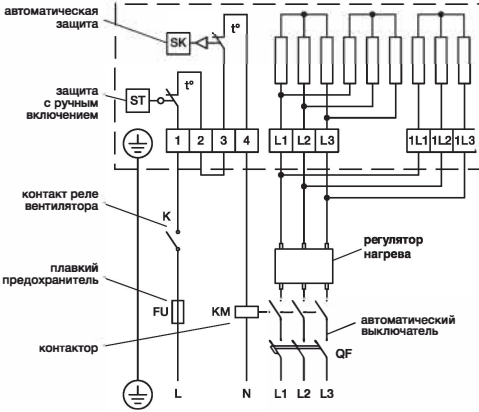 автоматическая
защита
SK
t°
защита
с ручным
включением
ST
t°
1 2 3 4 L1 L2 L3 1L1 1L2 1L3
контакт реле
вентилятора
K
регулятор
нагрева
плавкий
предохранитель
FU
KM
автоматический
выключатель
контактор
QF
L N L1 L2 L3